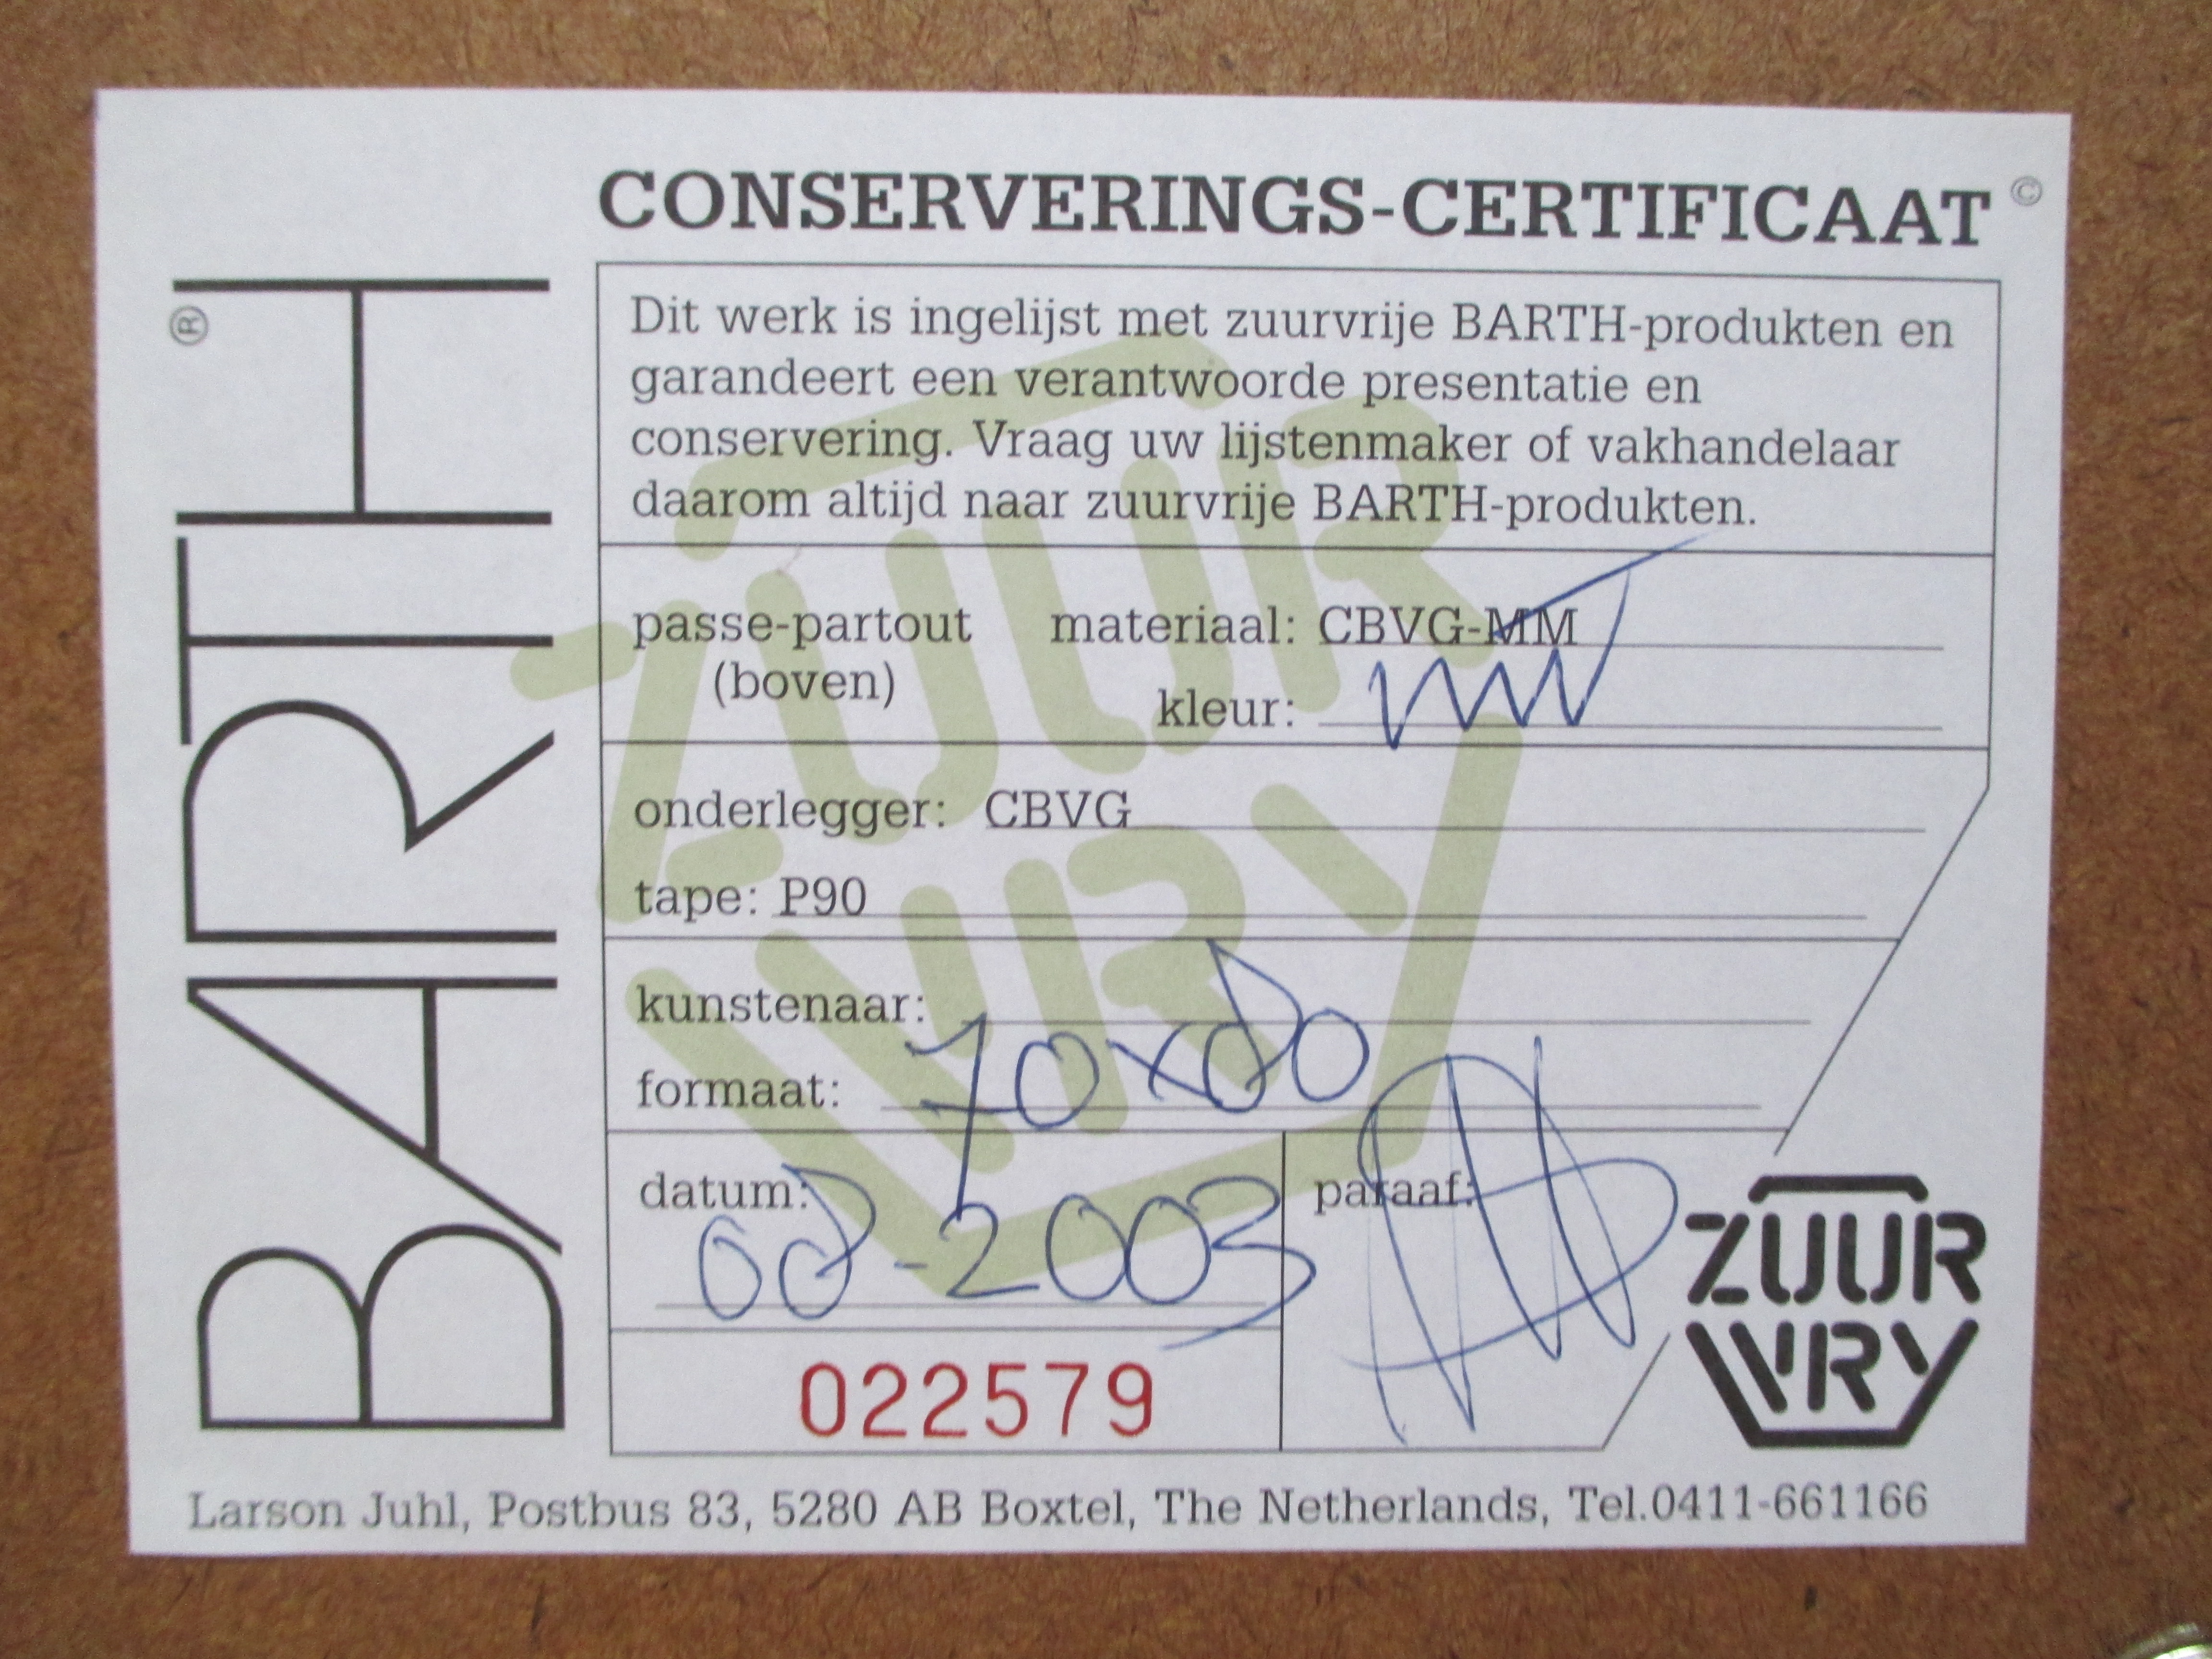 BARTH ®
CONSERVERINGS-CERTIFICAAT ©
Dit werk is ingelijst met zuurvrije BARTH-produkten en
garandeert een verantwoorde presentatie en
conservering. Vraag uw lijstenmaker of vakhandelaar
daarom altijd naar zuurvrije BARTH-produkten.
passe-partout materiaal: CBVG-MM
(boven) kleur:
onderlegger: CBVG
tape: P90
kunstenaar:
formaat: 70x80
datum: paraaf:
08-2003
022579
ZUUR
VRY
Larson Juhl, Postbus 83, 5280 AB Boxtel, The Netherlands, Tel.0411-661166